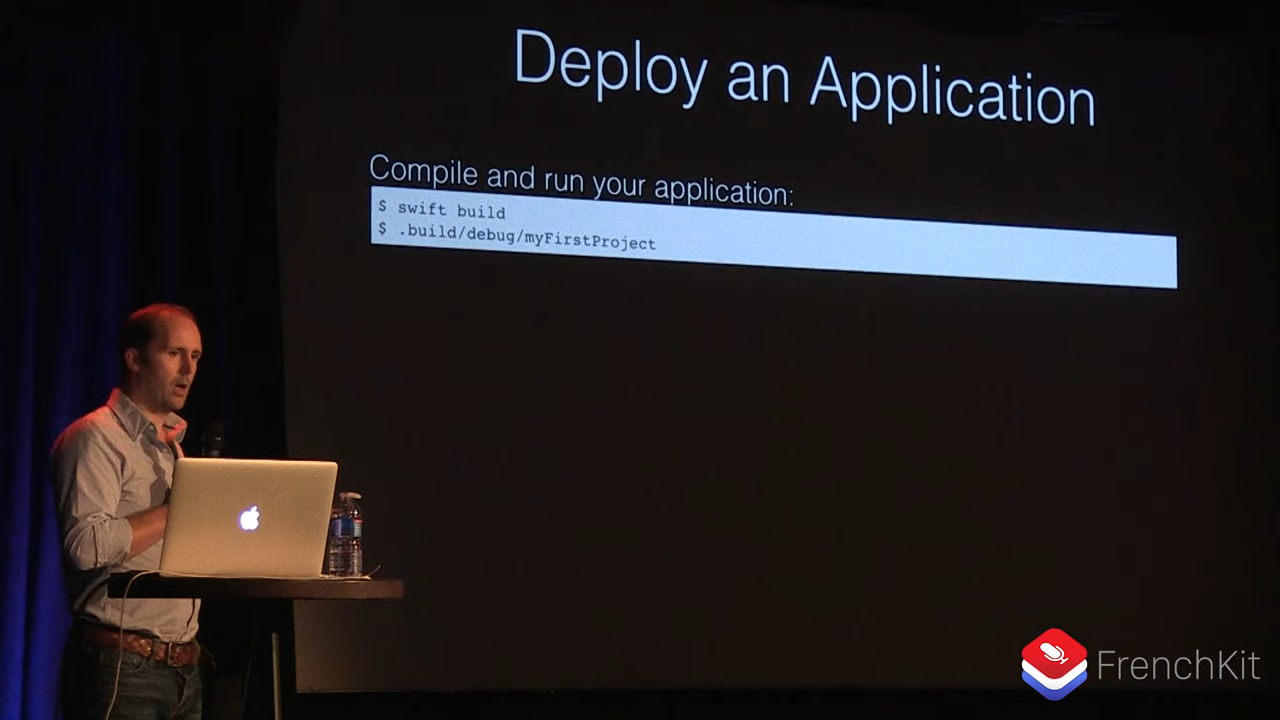 Deploy an Application
Compile and run your application:
$ swift build
$ .build/debug/myFirstProject
FrenchKit